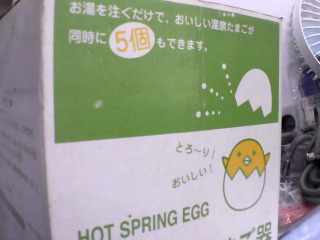 お湯を注ぐだけで、おいしい温泉たまごが
同時に5個もできます。
とろ～り！
おいしい！
HOT SPRING EGG